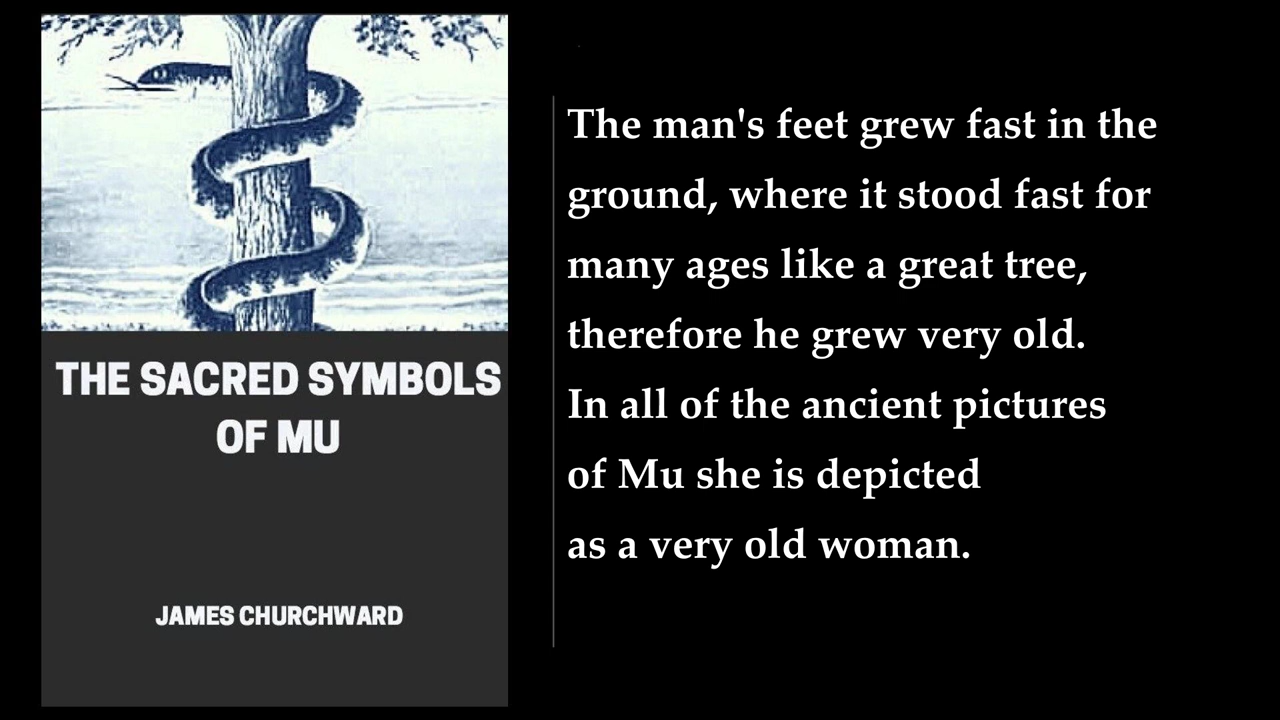 THE SACRED SYMBOLS
OF MU
JAMES CHURCHWARD
The man's feet grew fast in the
ground, where it stood fast for
many ages like a great tree,
therefore he grew very old.
In all of the ancient pictures
of Mu she is depicted
as a very old woman.